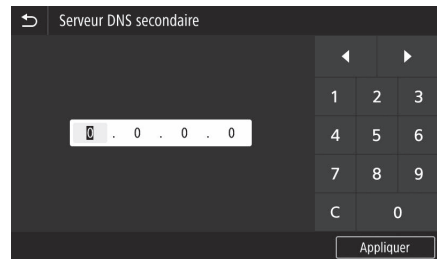 Serveur DNS secondaire
1 2 3
0 . 0 . 0 . 0
4 5 6
7 8 9
C 0
Appliquer